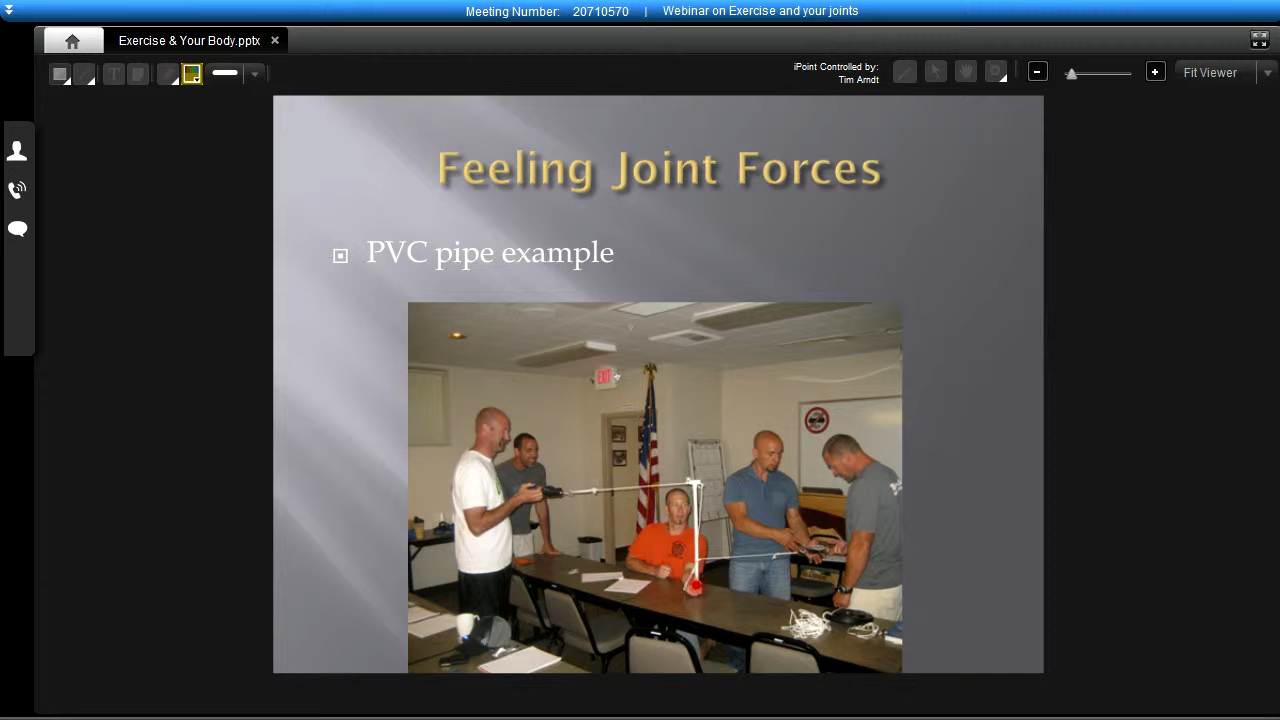 Meeting Number: 20710570 | Webinar on Exercise and your joints
Exercise & Your Body.pptx
iPoint Controlled by:
Tim Arndt
Fit Viewer
Feeling Joint Forces
PVC pipe example
EXIT